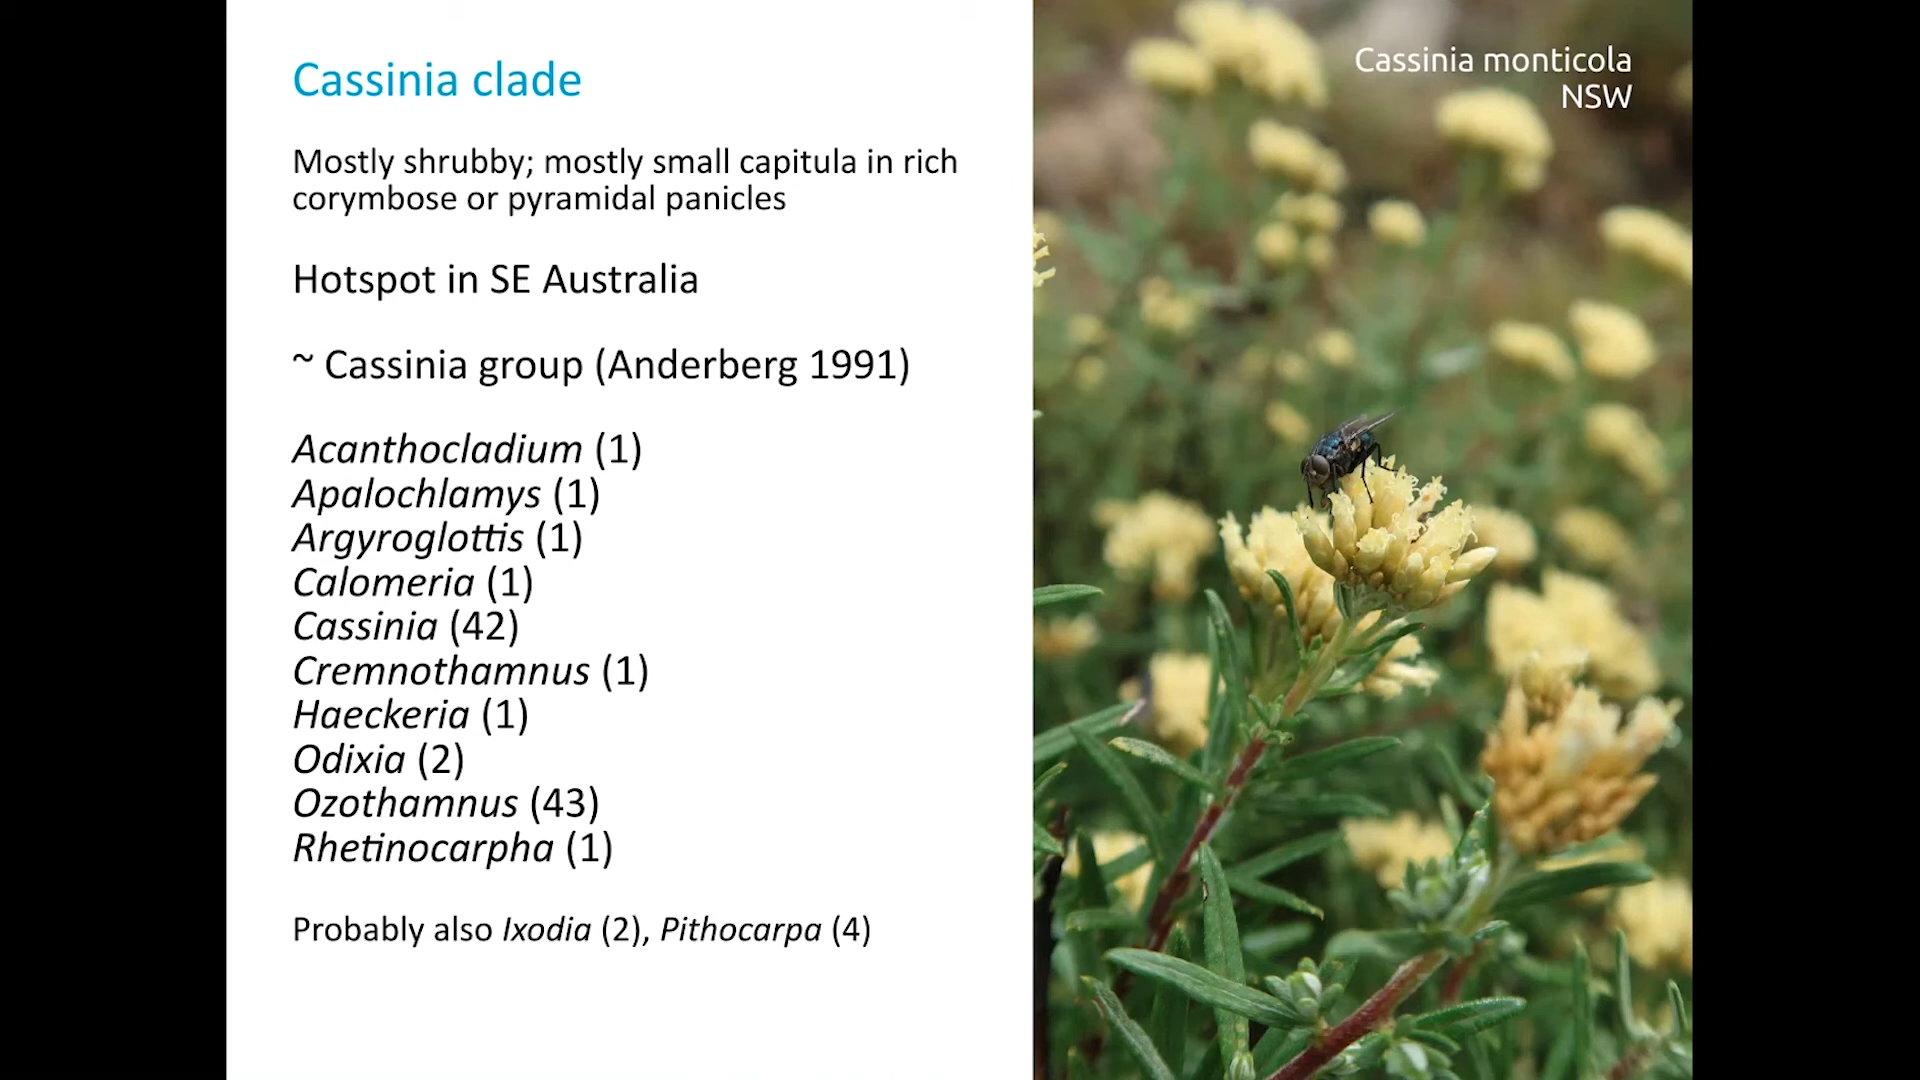 Cassinia clade
Mostly shrubby; mostly small capitula in rich
corymbose or pyramidal panicles
Hotspot in SE Australia
~ Cassinia group (Anderberg 1991)
Acanthocladium (1)
Apalochlamys (1)
Argyroglottis (1)
Calomeria (1)
Cassinia (42)
Cremnothamnus (1)
Haeckeria (1)
Odixia (2)
Ozothamnus (43)
Rhetinocarpha (1)
Probably also Ixodia (2), Pithocarpa (4)
Cassinia monticola
NSW